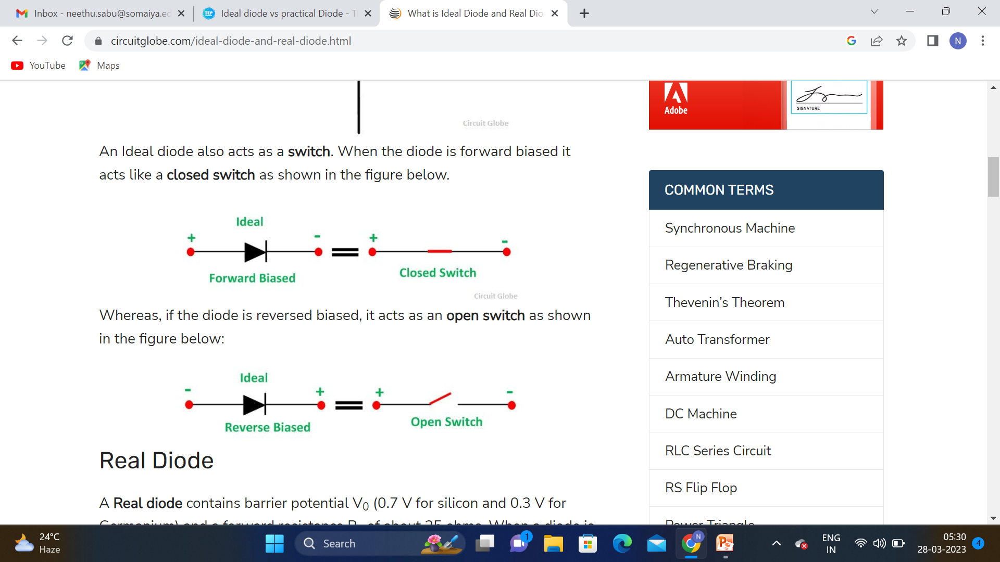 Inbox - neethu.sabu@somaiya.ed
Ideal diode vs practical Diode - T
What is Ideal Diode and Real Dio
circuitglobe.com/ideal-diode-and-real-diode.html
N
YouTube
Maps
Circuit Globe
Adobe
SIGNATURE
An Ideal diode also acts as a switch. When the diode is forward biased it
acts like a closed switch as shown in the figure below.
Ideal
+ - + -
Forward Biased
Closed Switch
Circuit Globe
Whereas, if the diode is reversed biased, it acts as an open switch as shown
in the figure below:
Ideal
- + + -
Reverse Biased
Open Switch
Real Diode
A Real diode contains barrier potential V0 (0.7 V for silicon and 0.3 V for
COMMON TERMS
Synchronous Machine
Regenerative Braking
Thevenin’s Theorem
Auto Transformer
Armature Winding
DC Machine
RLC Series Circuit
RS Flip Flop
Power Triangle
24°C
Haze
Search
1
N
ENG
IN
05:30
28-03-2023
4